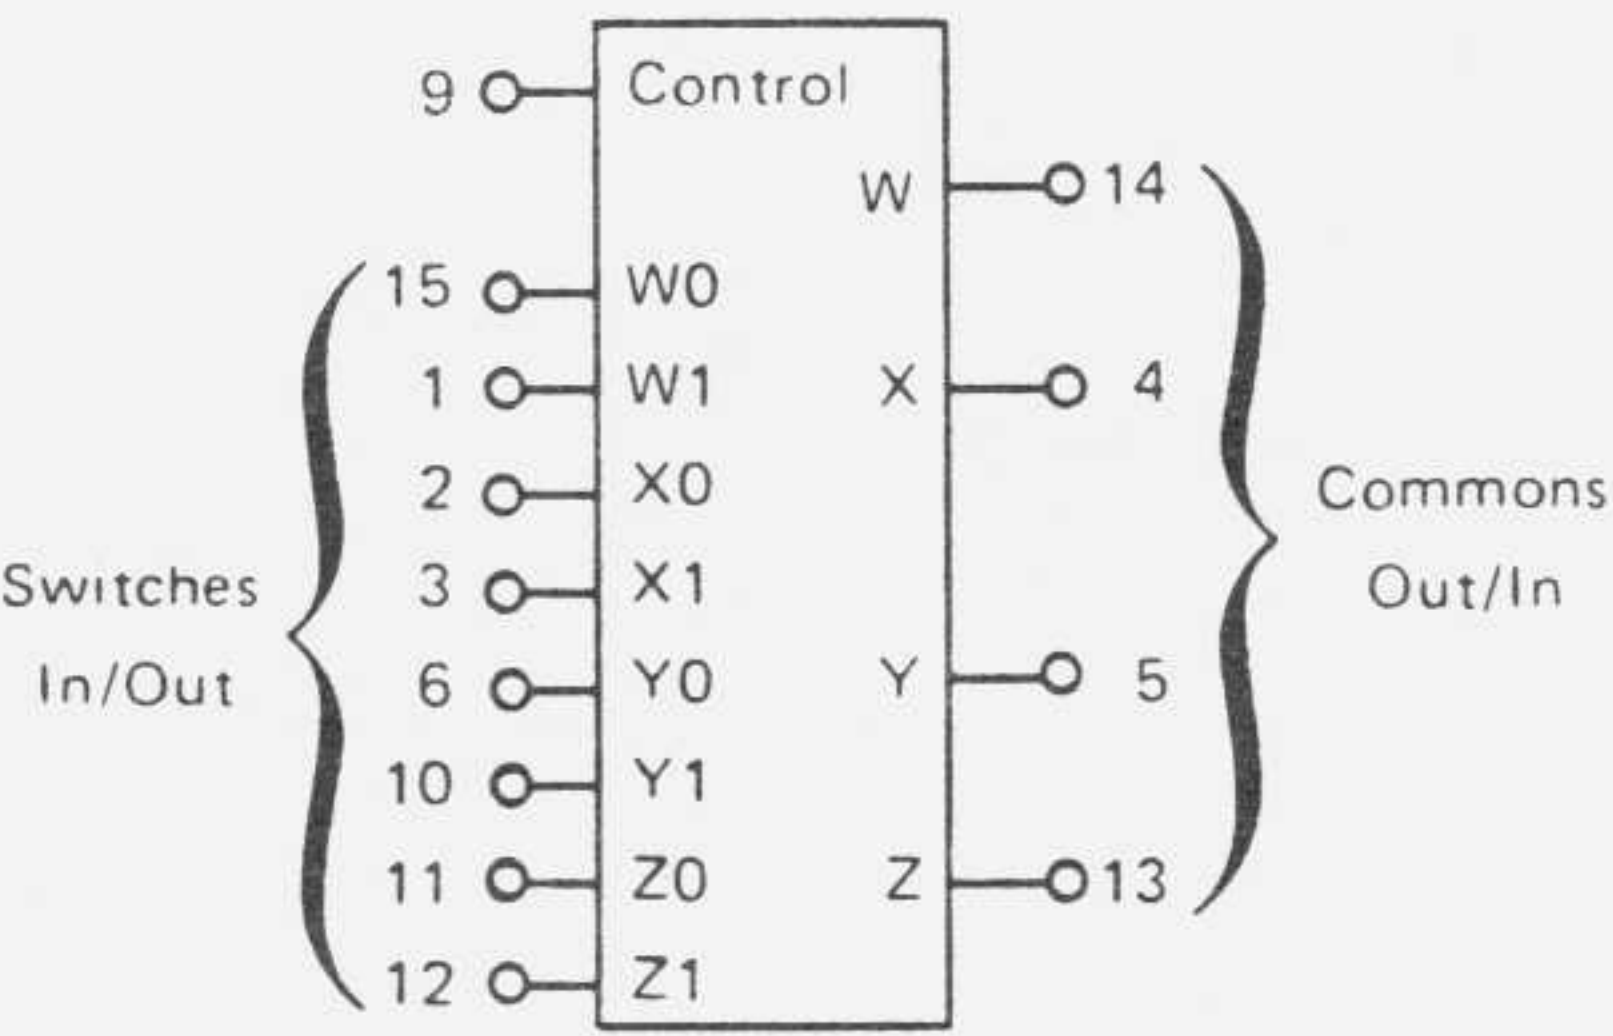 9 Control
W 14
15 W0
1 W1 X 4
2 X0
Commons
3 X1
Switches
Out/In
6 Y0 Y 5
In/Out
10 Y1
11 Z0 Z 13
12 Z1